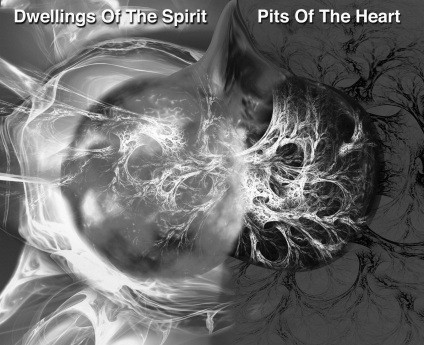 Dwellings Of The Spirit
Pits Of The Heart